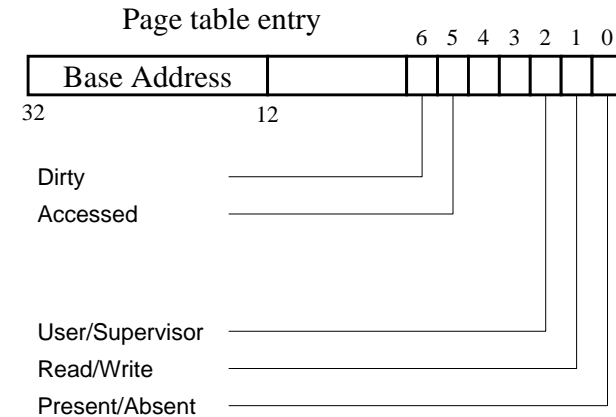 Page table entry
6 5 4 3 2 1 0
Base Address
32 12
Dirty
Accessed
User/Supervisor
Read/Write
Present/Absent